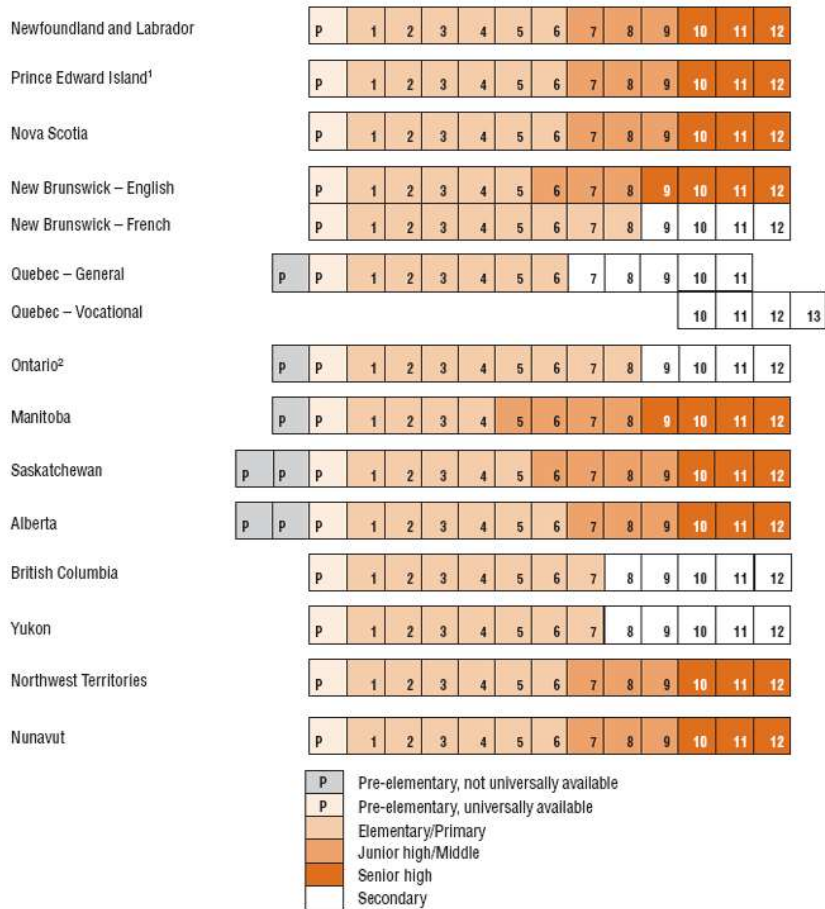 Newfoundland and Labrador P 1 2 3 4 5 6 7 8 9 10 11 12
Prince Edward Island¹ P 1 2 3 4 5 6 7 8 9 10 11 12
Nova Scotia P 1 2 3 4 5 6 7 8 9 10 11 12
New Brunswick – English P 1 2 3 4 5 6 7 8 9 10 11 12
New Brunswick – French P 1 2 3 4 5 6 7 8 9 10 11 12
Quebec – General P P 1 2 3 4 5 6 7 8 9 10 11
Quebec – Vocational 10 11 12 13
Ontario² P P 1 2 3 4 5 6 7 8 9 10 11 12
Manitoba P P 1 2 3 4 5 6 7 8 9 10 11 12
Saskatchewan P P P 1 2 3 4 5 6 7 8 9 10 11 12
Alberta P P P 1 2 3 4 5 6 7 8 9 10 11 12
British Columbia P 1 2 3 4 5 6 7 8 9 10 11 12
Yukon P 1 2 3 4 5 6 7 8 9 10 11 12
Northwest Territories P 1 2 3 4 5 6 7 8 9 10 11 12
Nunavut P 1 2 3 4 5 6 7 8 9 10 11 12
P Pre-elementary, not universally available
P Pre-elementary, universally available
Elementary/Primary
Junior high/Middle
Senior high
Secondary